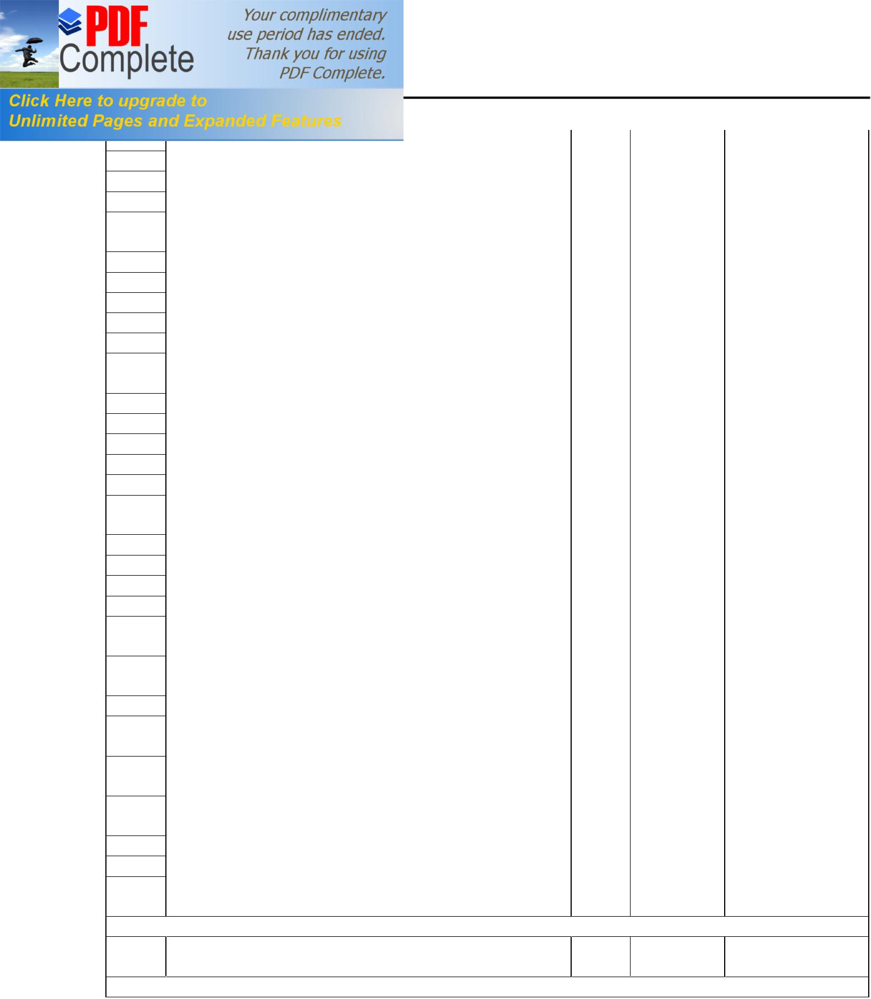 PDF
Complete
Your complimentary
use period has ended.
Thank you for using
PDF Complete.
Click Here to upgrade to
Unlimited Pages and Expanded Features